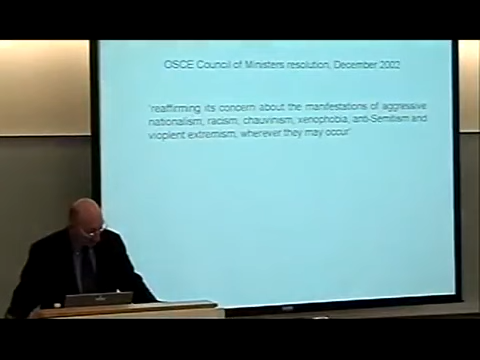 OSCE Council of Ministers resolution, December 2002
'reaffirming its concern about the manifestations of aggressive
nationalism, racism, chauvinism, xenophobia, anti-Semitism and
vioplent extremism, wherever they may occur'